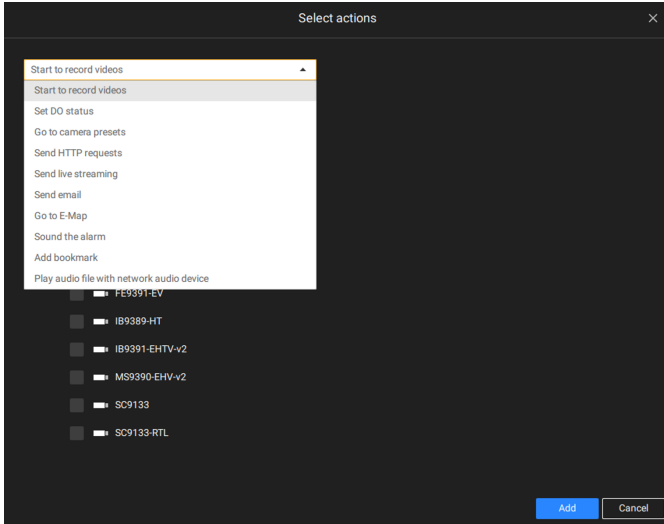 Select actions
Start to record videos
Start to record videos
Set DO status
Go to camera presets
Send HTTP requests
Send live streaming
Send email
Go to E-Map
Sound the alarm
Add bookmark
Play audio file with network audio device
FE9391-EV
IB9389-HT
IB9391-EHTV-v2
MS9390-EHV-v2
SC9133
SC9133-RTL
Add
Cancel